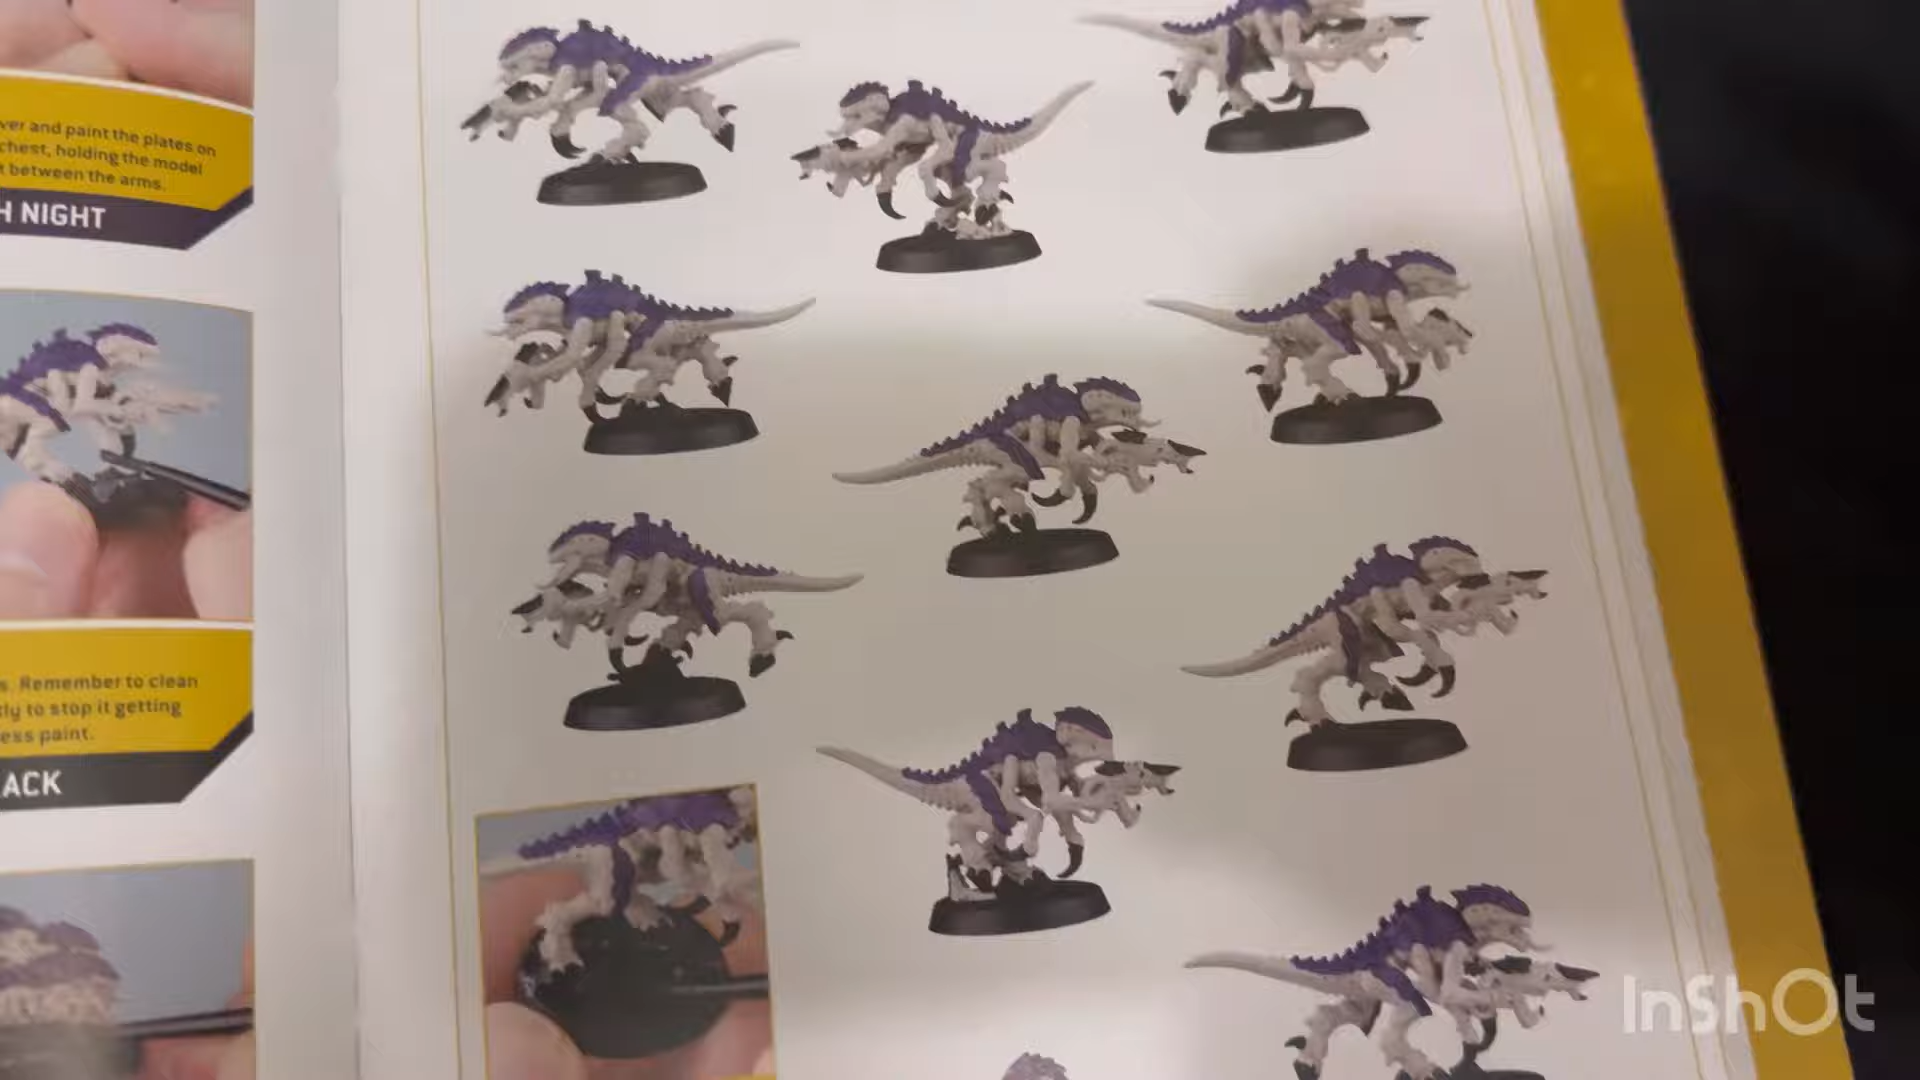 ver and paint the plates on
chest, holding the model
t between the arms.
H NIGHT
s. Remember to clean
tly to stop it getting
ess paint.
ACK
InShOt